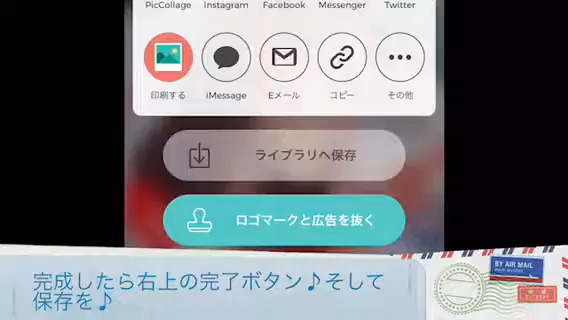 PicCollage Instagram Facebook Messenger Twitter
印刷する iMessage Eメール コピー その他
ライブラリへ保存
ロゴマークと広告を抜く
完成したら右上の完了ボタン♪そして
保存を♪
BY AIR MAIL